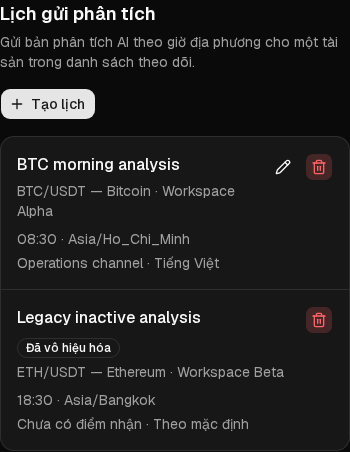 Lịch gửi phân tích
Gửi bản phân tích AI theo giờ địa phương cho một tài
sản trong danh sách theo dõi.
+ Tạo lịch
BTC morning analysis
BTC/USDT — Bitcoin · Workspace
Alpha
08:30 · Asia/Ho_Chi_Minh
Operations channel · Tiếng Việt
Legacy inactive analysis
Đã vô hiệu hóa
ETH/USDT — Ethereum · Workspace Beta
18:30 · Asia/Bangkok
Chưa có điểm nhận · Theo mặc định